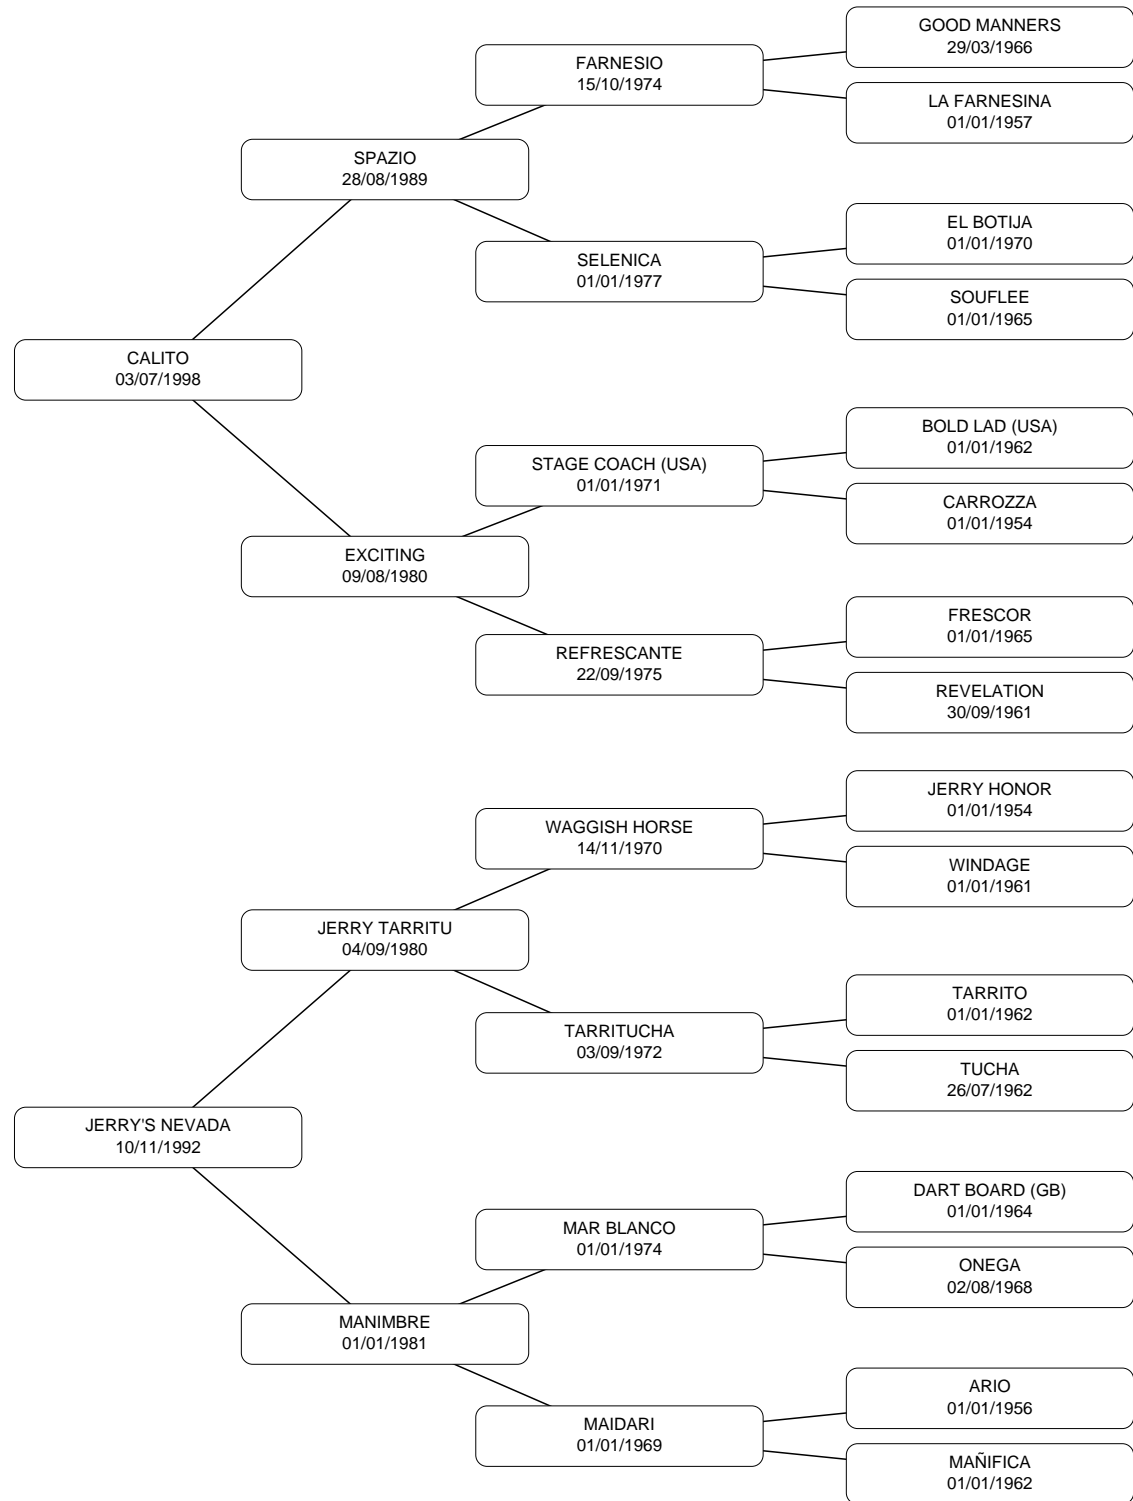 GOOD MANNERS
29/03/1966
FARNESIO
15/10/1974
LA FARNESINA
01/01/1957
SPAZIO
28/08/1989
EL BOTIJA
01/01/1970
SELENICA
01/01/1977
SOUFLEE
01/01/1965
CALITO
03/07/1998
BOLD LAD (USA)
01/01/1962
STAGE COACH (USA)
01/01/1971
CARROZZA
01/01/1954
EXCITING
09/08/1980
FRESCOR
01/01/1965
REFRESCANTE
22/09/1975
REVELATION
30/09/1961
JERRY HONOR
01/01/1954
WAGGISH HORSE
14/11/1970
WINDAGE
01/01/1961
JERRY TARRITU
04/09/1980
TARRITO
01/01/1962
TARRITUCHA
03/09/1972
TUCHA
26/07/1962
JERRY'S NEVADA
10/11/1992
DART BOARD (GB)
01/01/1964
MAR BLANCO
01/01/1974
ONEGA
02/08/1968
MANIMBRE
01/01/1981
ARIO
01/01/1956
MAIDARI
01/01/1969
MAÑIFICA
01/01/1962